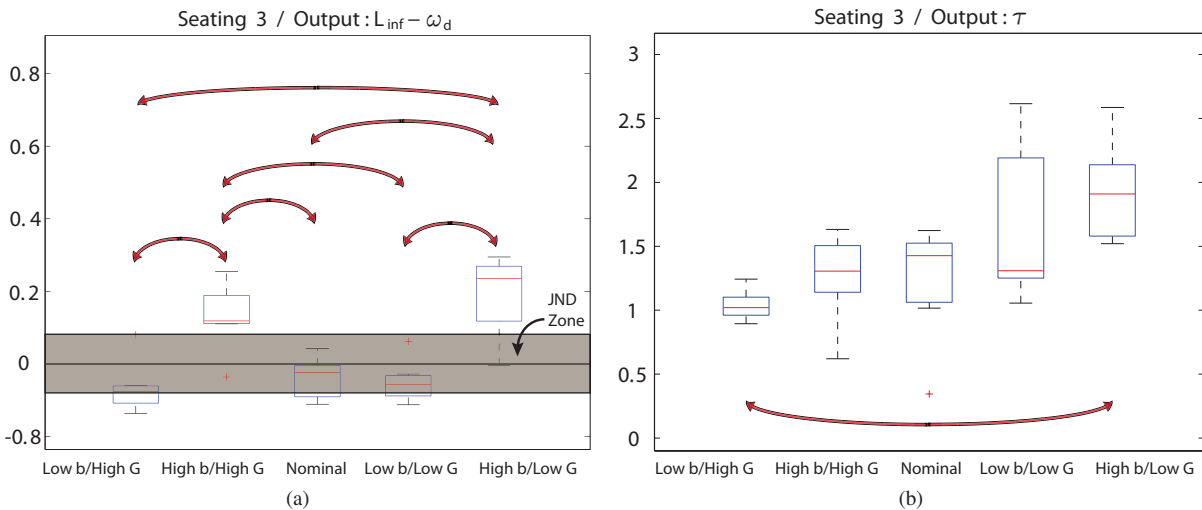 Seating 3 / Output : L_inf – ω_d
0.8
0.6
0.4
0.2
0
-0.8
JND
Zone
Low b/High G High b/High G Nominal Low b/Low G High b/Low G
(a)
Seating 3 / Output : τ
3
2.5
2
1.5
1
0.5
0
Low b/High G High b/High G Nominal Low b/Low G High b/Low G
(b)